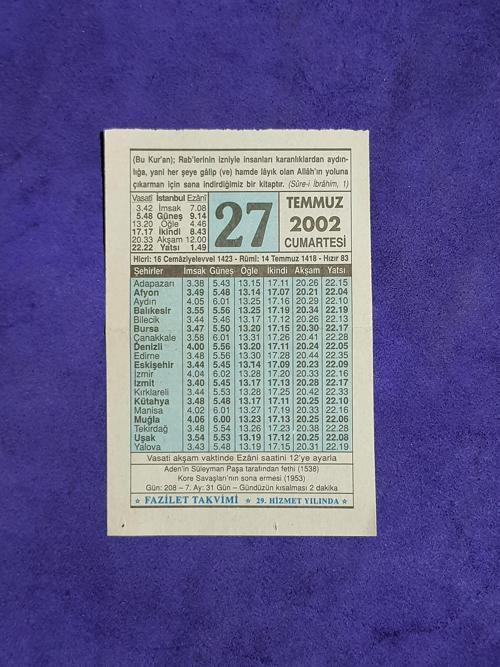 (Bu Kur'an); Rab'lerinin izniyle insanları karanlıklardan aydın-
lığa, yani her şeye gâlip (ve) hamde lâyık olan Allâh'ın yoluna
çıkarman için sana indirdiğimiz bir kitaptır. (Sûre-i İbrâhim, 1)
Vasatî İstanbul Ezânî
3.42 İmsak 7.08
5.48 Güneş 9.14
13.20 Öğle 4.46
17.17 İkindi 8.43
20.33 Akşam 12.00
22.22 Yatsı 1.49
27
TEMMUZ
2002
CUMARTESİ
Hicrî: 16 Cemâziyelevvel 1423 - Rûmî: 14 Temmuz 1418 - Hızır 83
Şehirler İmsak Güneş Öğle İkindi Akşam Yatsı
Adapazarı 3.38 5.43 13.15 17.11 20.26 22.15
Afyon 3.49 5.48 13.14 17.07 20.21 22.04
Aydın 4.05 6.01 13.25 17.16 20.29 22.10
Balıkesir 3.55 5.56 13.25 17.19 20.34 22.19
Bilecik 3.44 5.46 13.17 17.12 20.26 22.13
Bursa 3.47 5.50 13.20 17.15 20.30 22.17
Çanakkale 3.58 6.01 13.31 17.26 20.41 22.28
Denizli 4.00 5.56 13.20 17.11 20.24 22.05
Edirne 3.48 5.56 13.30 17.28 20.44 22.35
Eskişehir 3.44 5.45 13.14 17.09 20.23 22.09
İzmir 4.04 6.02 13.28 17.20 20.33 22.16
İzmit 3.40 5.45 13.17 17.13 20.28 22.17
Kırklareli 3.44 5.53 13.28 17.25 20.42 22.33
Kütahya 3.48 5.48 13.17 17.11 20.25 22.10
Manisa 4.02 6.01 13.27 17.19 20.33 22.16
Muğla 4.06 6.00 13.23 17.13 20.25 22.06
Tekirdağ 3.48 5.54 13.26 17.23 20.38 22.28
Uşak 3.54 5.53 13.19 17.12 20.25 22.08
Yalova 3.43 5.48 13.19 17.15 20.31 22.19
Vasati akşam vaktinde Ezânî saatini 12'ye ayarla
Aden'in Süleyman Paşa tarafından fethi (1538)
Kore Savaşları'nın sona ermesi (1953)
Gün: 208 – 7. Ay: 31 Gün – Gündüzün kısalması 2 dakika
★ FAZİLET TAKVİMİ ★ 29. HİZMET YILINDA ★